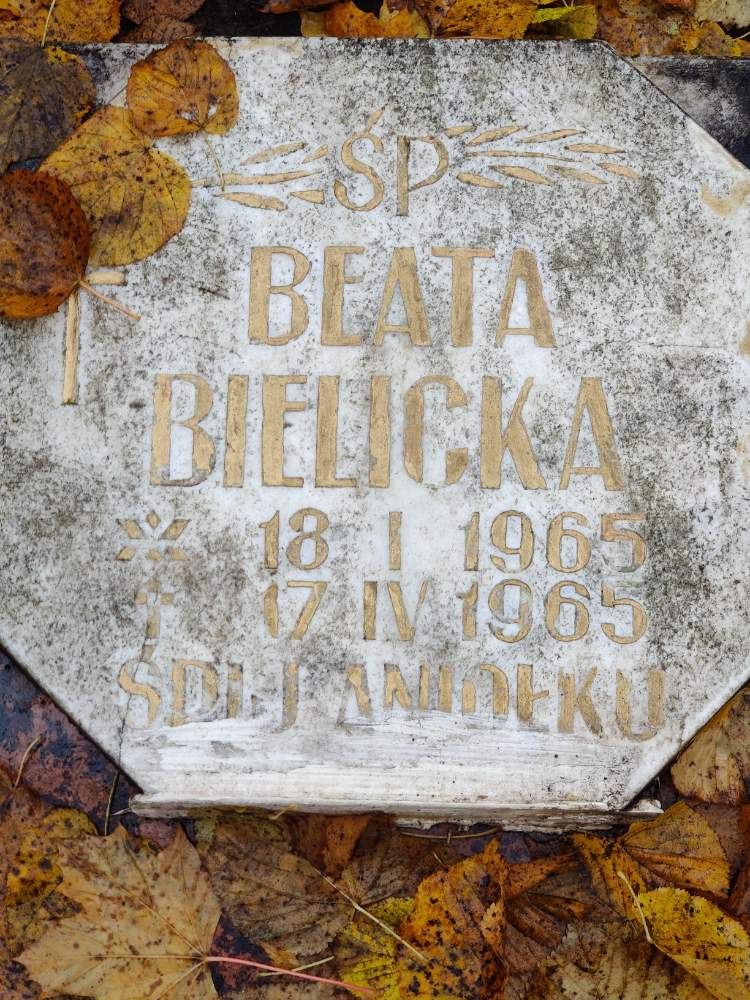 ŚP
BEATA
BIELICKA
18 I 1965
17 IV 1965
ŚPIJ ANIOŁKU